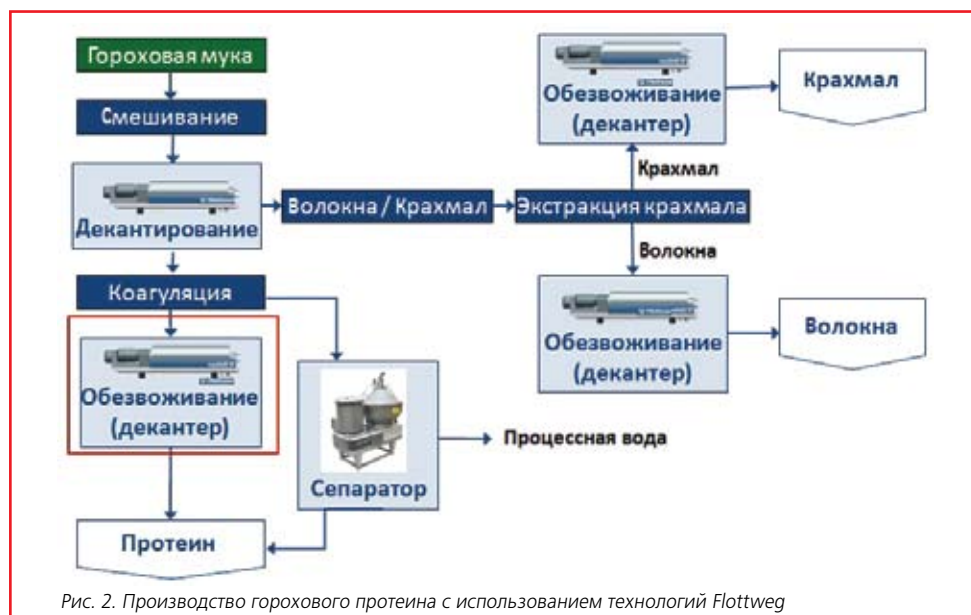 Гороховая мука
Смешивание
Декантирование
Волокна / Крахмал
Экстракция крахмала
Крахмал
Обезвоживание
(декантер)
Крахмал
Волокна
Обезвоживание
(декантер)
Волокна
Коагуляция
Обезвоживание
(декантер)
Сепаратор
Процессная вода
Протеин
Рис. 2. Производство горохового протеина с использованием технологий Flottweg